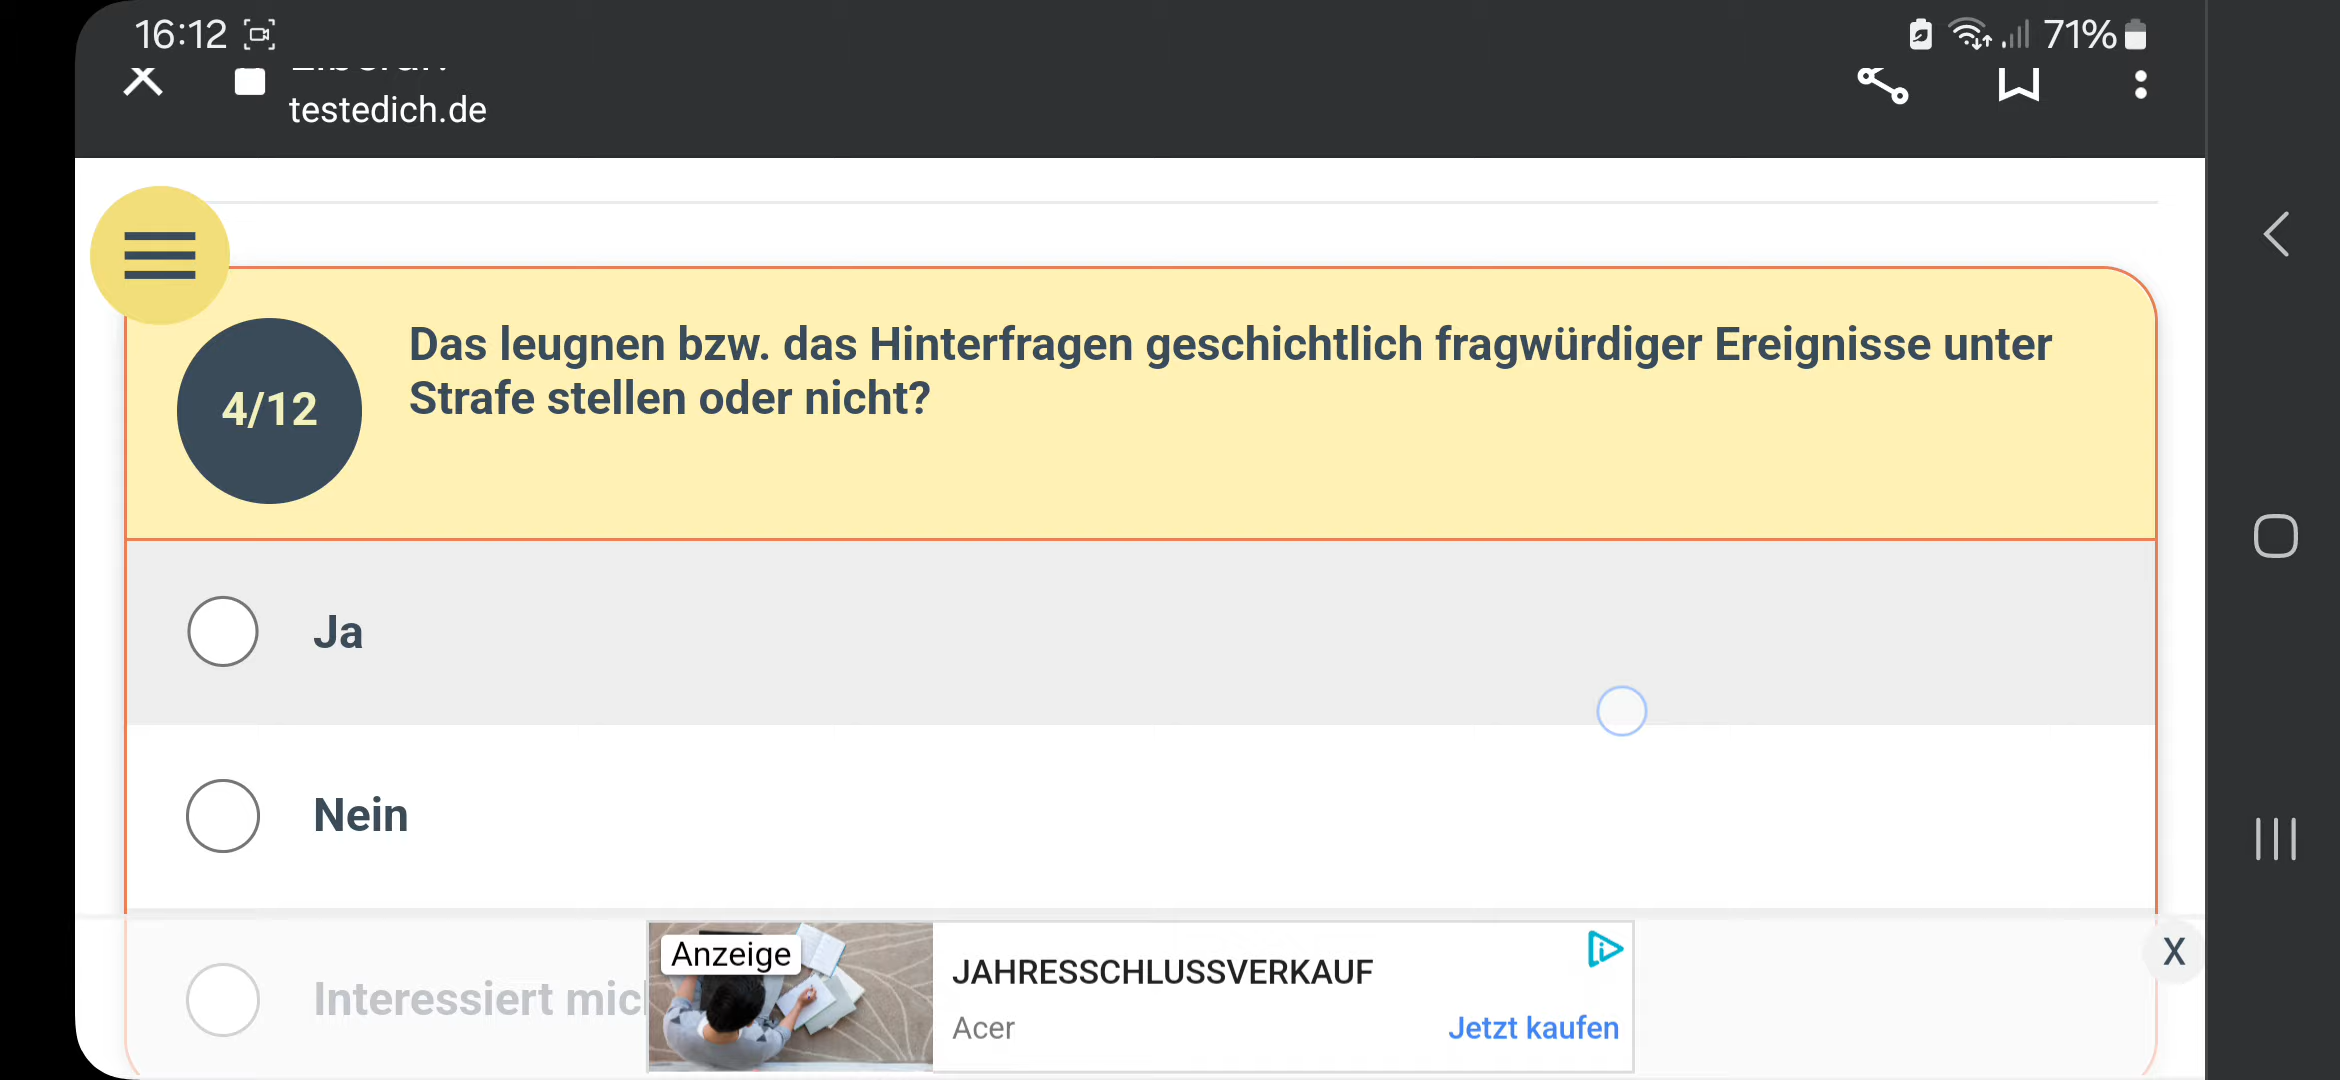 16:12
71%
testedich.de
4/12
Das leugnen bzw. das Hinterfragen geschichtlich fragwürdiger Ereignisse unter
Strafe stellen oder nicht?
Ja
Nein
Interessiert
Anzeige
JAHRESSCHLUSSVERKAUF
Acer
Jetzt kaufen
X